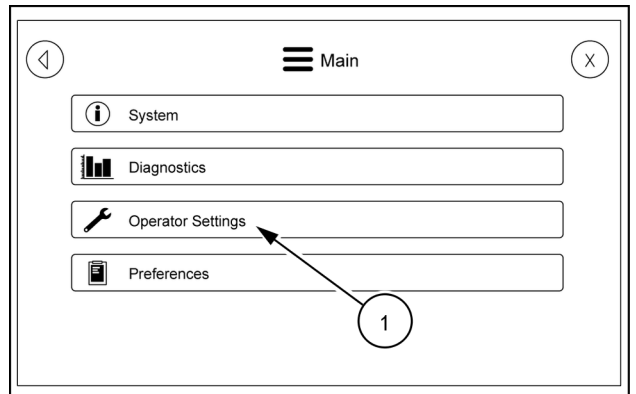 Main
X
System
Diagnostics
Operator Settings
Preferences
1